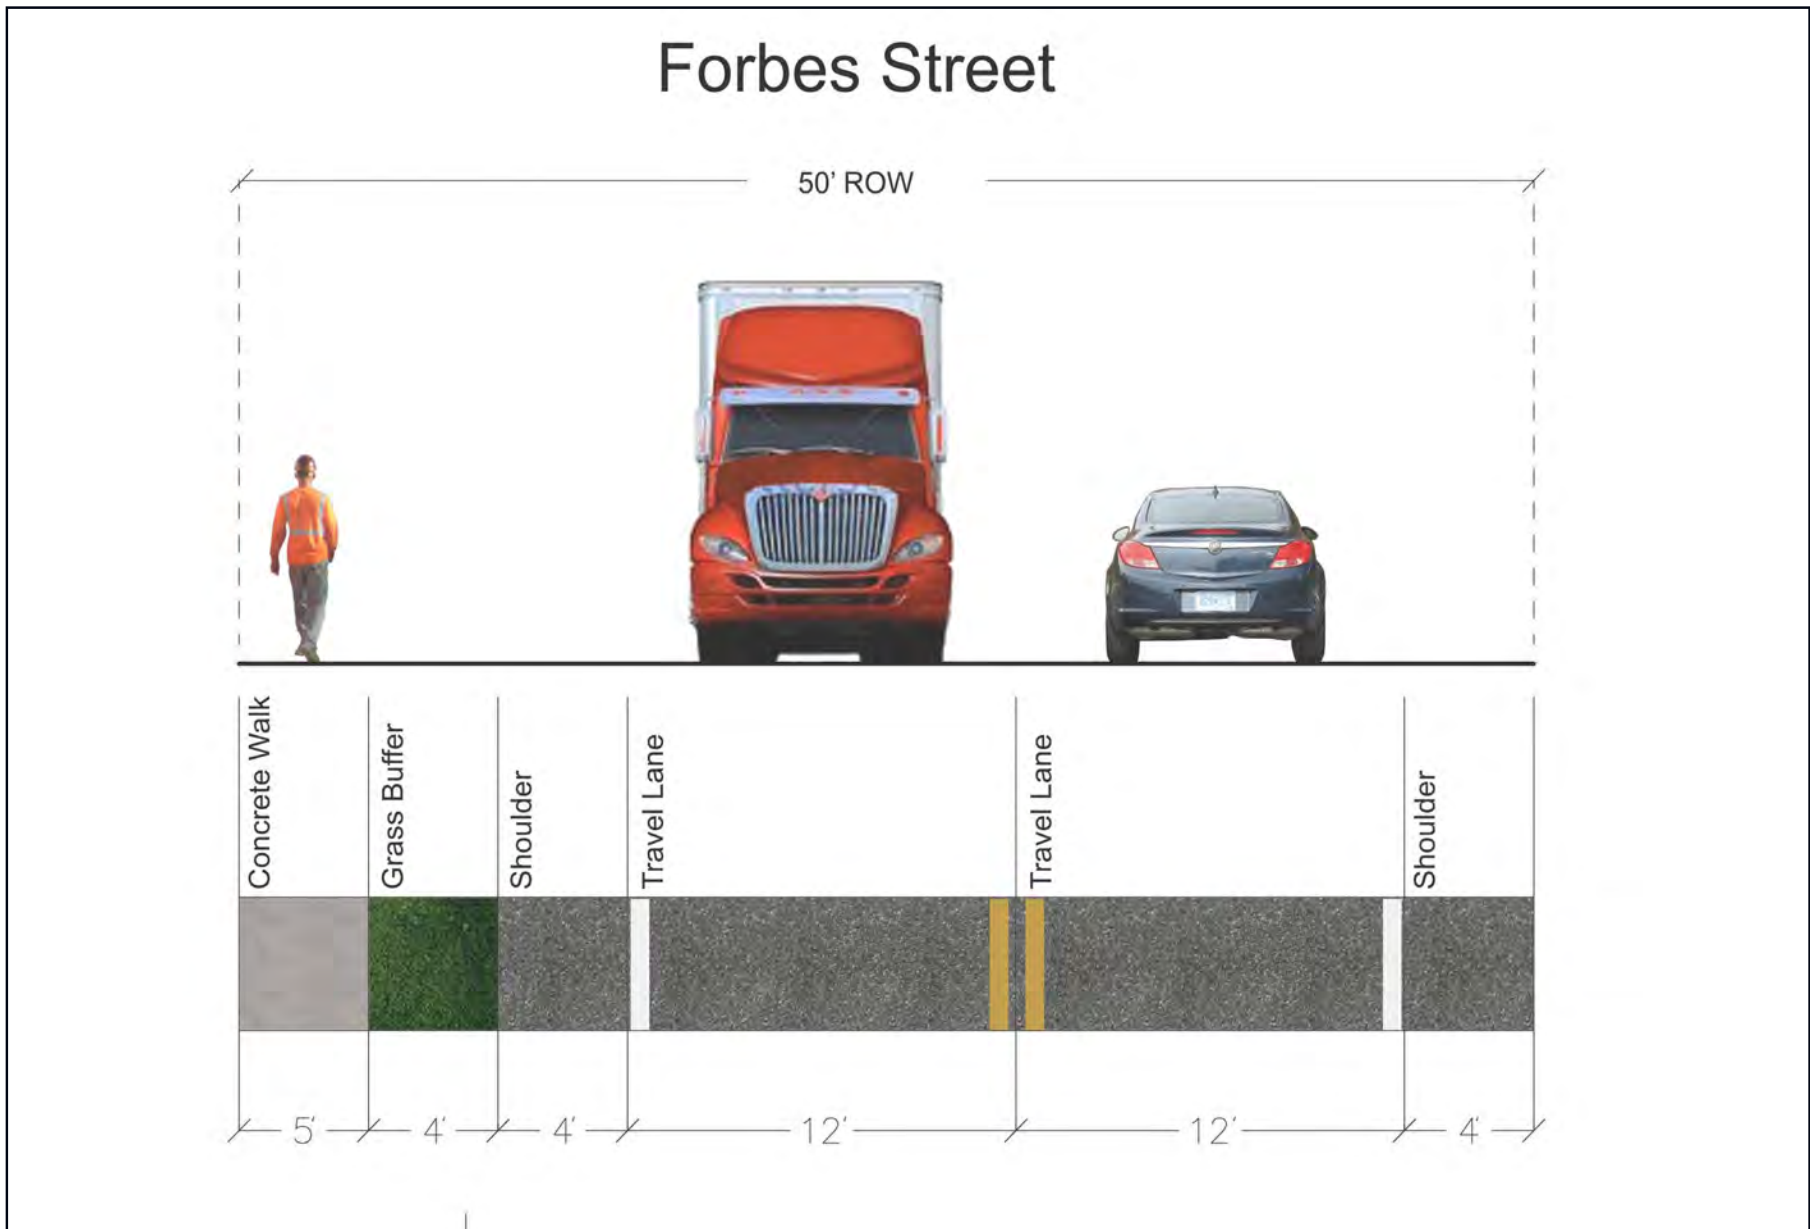 Forbes Street
50’ ROW
Concrete Walk
Grass Buffer
Shoulder
Travel Lane
Travel Lane
Shoulder
5‘
4‘
4‘
12‘
12‘
4‘